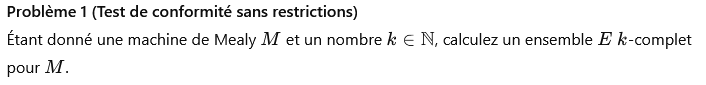 Problème 1 (Test de conformité sans restrictions)
Étant donné une machine de Mealy M et un nombre k ∈ ℕ, calculez un ensemble E k-complet
pour M.